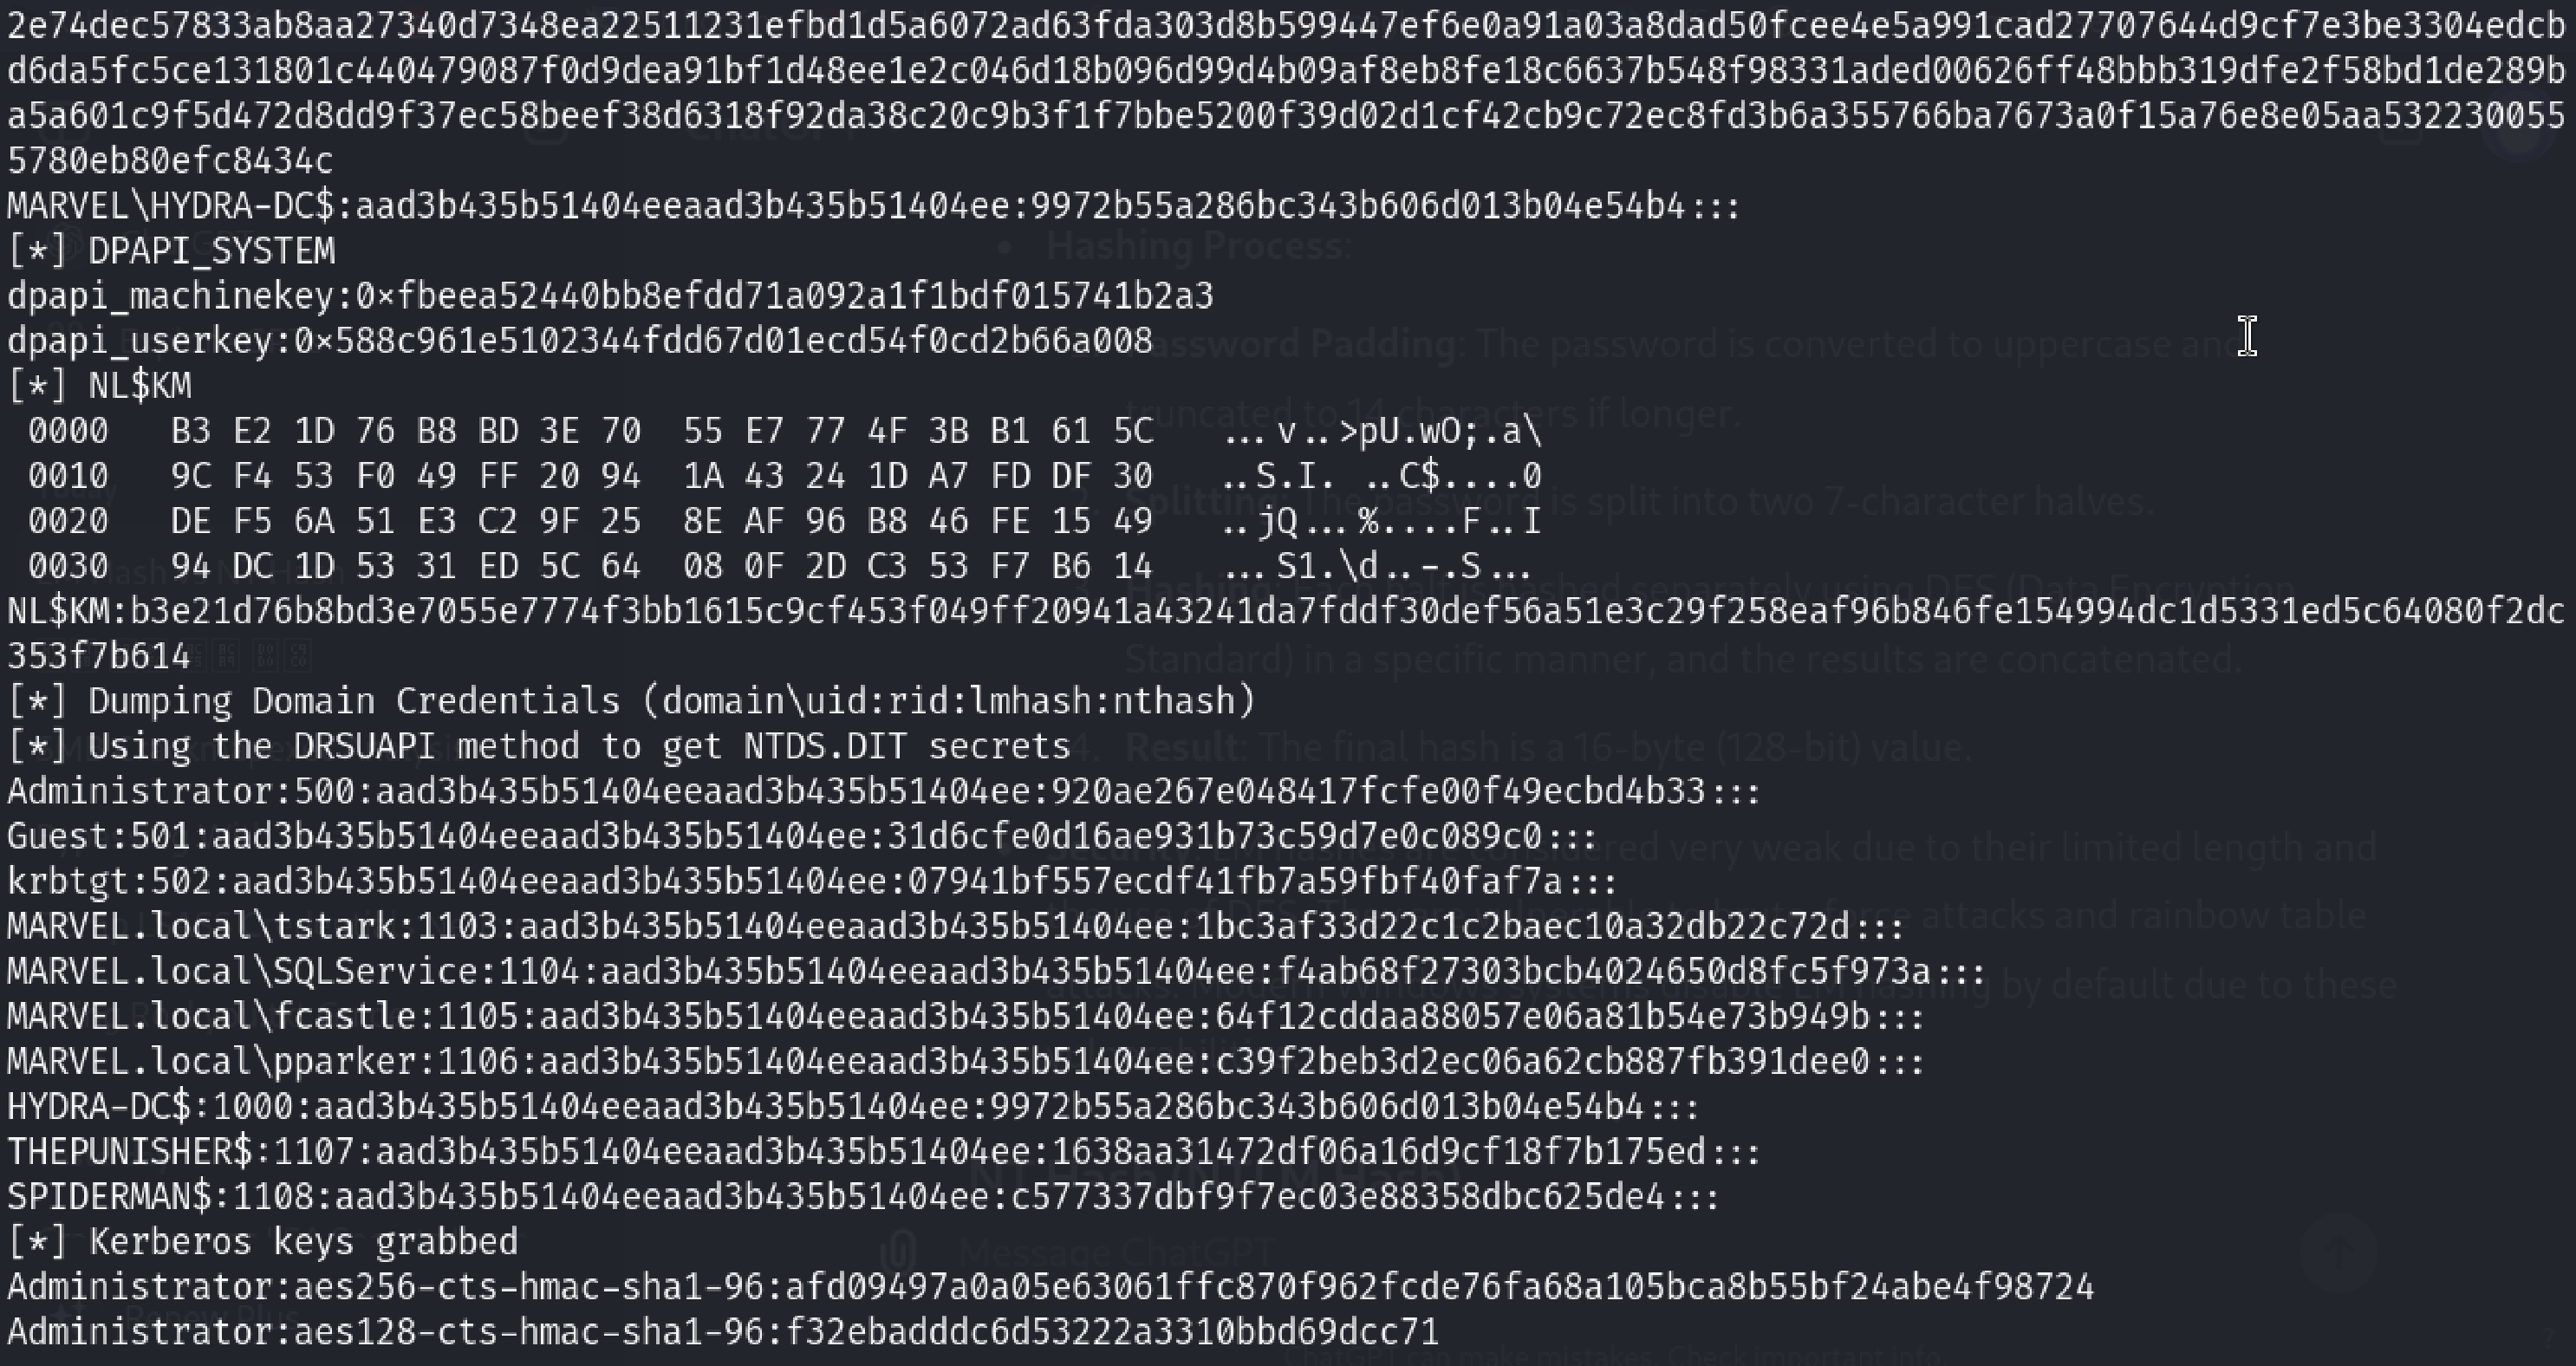 2e74dec57833ab8aa27340d7348ea22511231efbd1d5a6072ad63fda303d8b599447ef6e0a91a03a8dad50fcee4e5a991cad27707644d9cf7e3be3304edcb
d6da5fc5ce131801c440479087f0d9dea91bf1d48ee1e2c046d18b096d99d4b09af8eb8fe18c6637b548f98331aded00626ff48bbb319dfe2f58bd1de289b
a5a601c9f5d472d8dd9f37ec58beef38d6318f92da38c20c9b3f1f7bbe5200f39d02d1cf42cb9c72ec8fd3b6a355766ba7673a0f15a76e8e05aa532230055
5780eb80efc8434c
MARVEL\HYDRA-DC$:aad3b435b51404eeaad3b435b51404ee:9972b55a286bc343b606d013b04e54b4:::
[*] DPAPI_SYSTEM
dpapi_machinekey:0×fbeea52440bb8efdd71a092a1f1bdf015741b2a3
dpapi_userkey:0×588c961e5102344fdd67d01ecd54f0cd2b66a008
[*] NL$KM
0000 B3 E2 1D 76 B8 BD 3E 70 55 E7 77 4F 3B B1 61 5C ...v..>pU.wO;.a\
0010 9C F4 53 F0 49 FF 20 94 1A 43 24 1D A7 FD DF 30 ..S.I. ..C$....0
0020 DE F5 6A 51 E3 C2 9F 25 8E AF 96 B8 46 FE 15 49 ..jQ...%....F..I
0030 94 DC 1D 53 31 ED 5C 64 08 0F 2D C3 53 F7 B6 14 ...S1.\d..-.S...
NL$KM:b3e21d76b8bd3e7055e7774f3bb1615c9cf453f049ff20941a43241da7fddf30def56a51e3c29f258eaf96b846fe154994dc1d5331ed5c64080f2dc
353f7b614
[*] Dumping Domain Credentials (domain\uid:rid:lmhash:nthash)
[*] Using the DRSUAPI method to get NTDS.DIT secrets
Administrator:500:aad3b435b51404eeaad3b435b51404ee:920ae267e048417fcfe00f49ecbd4b33:::
Guest:501:aad3b435b51404eeaad3b435b51404ee:31d6cfe0d16ae931b73c59d7e0c089c0:::
krbtgt:502:aad3b435b51404eeaad3b435b51404ee:07941bf557ecdf41fb7a59fbf40faf7a:::
MARVEL.local\tstark:1103:aad3b435b51404eeaad3b435b51404ee:1bc3af33d22c1c2baec10a32db22c72d:::
MARVEL.local\SQLService:1104:aad3b435b51404eeaad3b435b51404ee:f4ab68f27303bcb4024650d8fc5f973a:::
MARVEL.local\fcastle:1105:aad3b435b51404eeaad3b435b51404ee:64f12cddaa88057e06a81b54e73b949b:::
MARVEL.local\pparker:1106:aad3b435b51404eeaad3b435b51404ee:c39f2beb3d2ec06a62cb887fb391dee0:::
HYDRA-DC$:1000:aad3b435b51404eeaad3b435b51404ee:9972b55a286bc343b606d013b04e54b4:::
THEPUNISHER$:1107:aad3b435b51404eeaad3b435b51404ee:1638aa31472df06a16d9cf18f7b175ed:::
SPIDERMAN$:1108:aad3b435b51404eeaad3b435b51404ee:c577337dbf9f7ec03e88358dbc625de4:::
[*] Kerberos keys grabbed
Administrator:aes256-cts-hmac-sha1-96:afd09497a0a05e63061ffc870f962fcde76fa68a105bca8b55bf24abe4f98724
Administrator:aes128-cts-hmac-sha1-96:f32ebadddc6d53222a3310bbd69dcc71